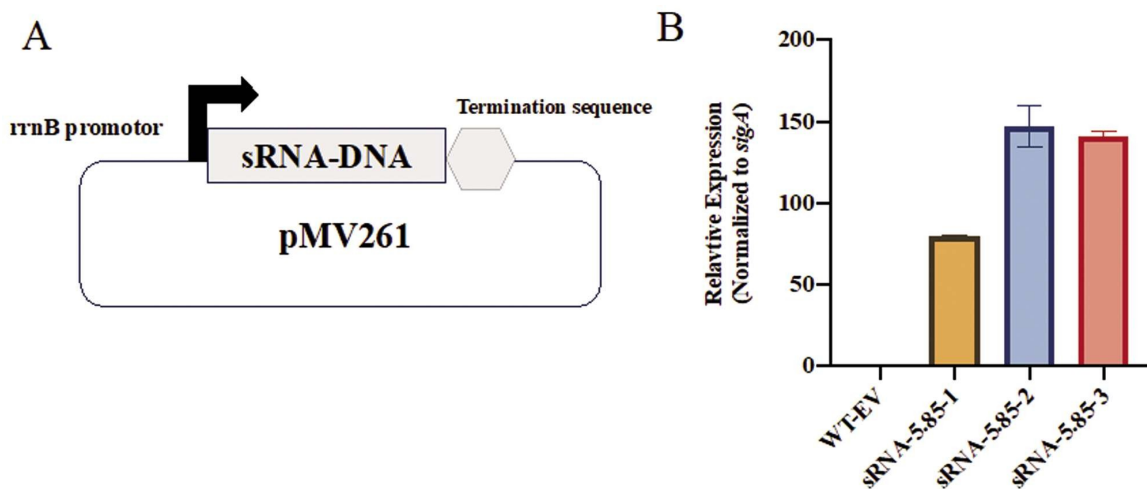 A
rrnB promotor
Termination sequence
sRNA-DNA
pMV261
B
Relavtive Expression
(Normalized to sigA)
200
150
100
50
0
WT-EV
sRNA-5.85-1
sRNA-5.85-2
sRNA-5.85-3